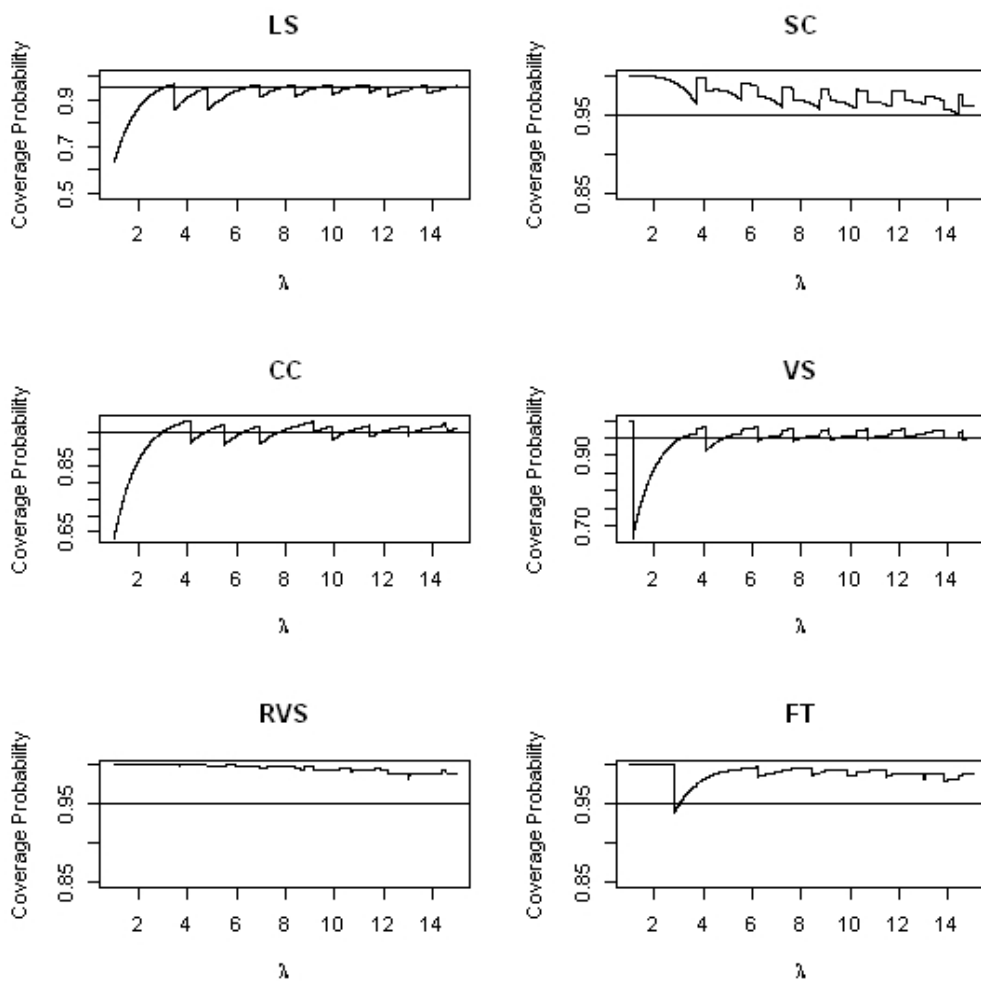 LS
Coverage Probability
0.5 0.7 0.9
2 4 6 8 10 12 14
λ
SC
Coverage Probability
0.85 0.95
2 4 6 8 10 12 14
λ
CC
Coverage Probability
0.65 0.85
2 4 6 8 10 12 14
λ
VS
Coverage Probability
0.70 0.90
2 4 6 8 10 12 14
λ
RVS
Coverage Probability
0.85 0.95
2 4 6 8 10 12 14
λ
FT
Coverage Probability
0.85 0.95
2 4 6 8 10 12 14
λ